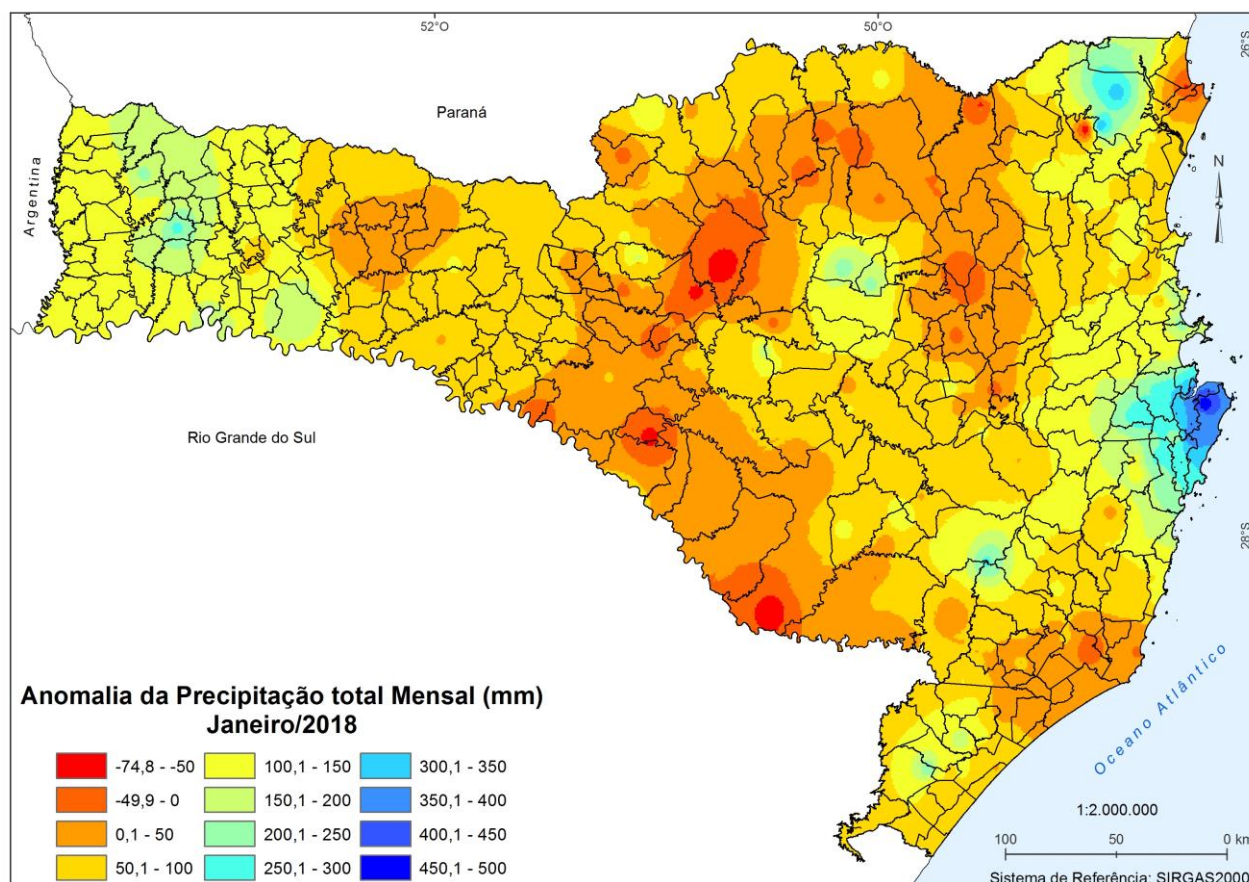 52°O
50°O
26°S
Paraná
Argentina
N
Rio Grande do Sul
28°S
Oceano Atlântico
Anomalia da Precipitação total Mensal (mm)
Janeiro/2018
-74,8 - -50
100,1 - 150
300,1 - 350
-49,9 - 0
150,1 - 200
350,1 - 400
0,1 - 50
200,1 - 250
400,1 - 450
50,1 - 100
250,1 - 300
450,1 - 500
1:2.000.000
100 50 0 km
Sistema de Referência: SIRGAS2000